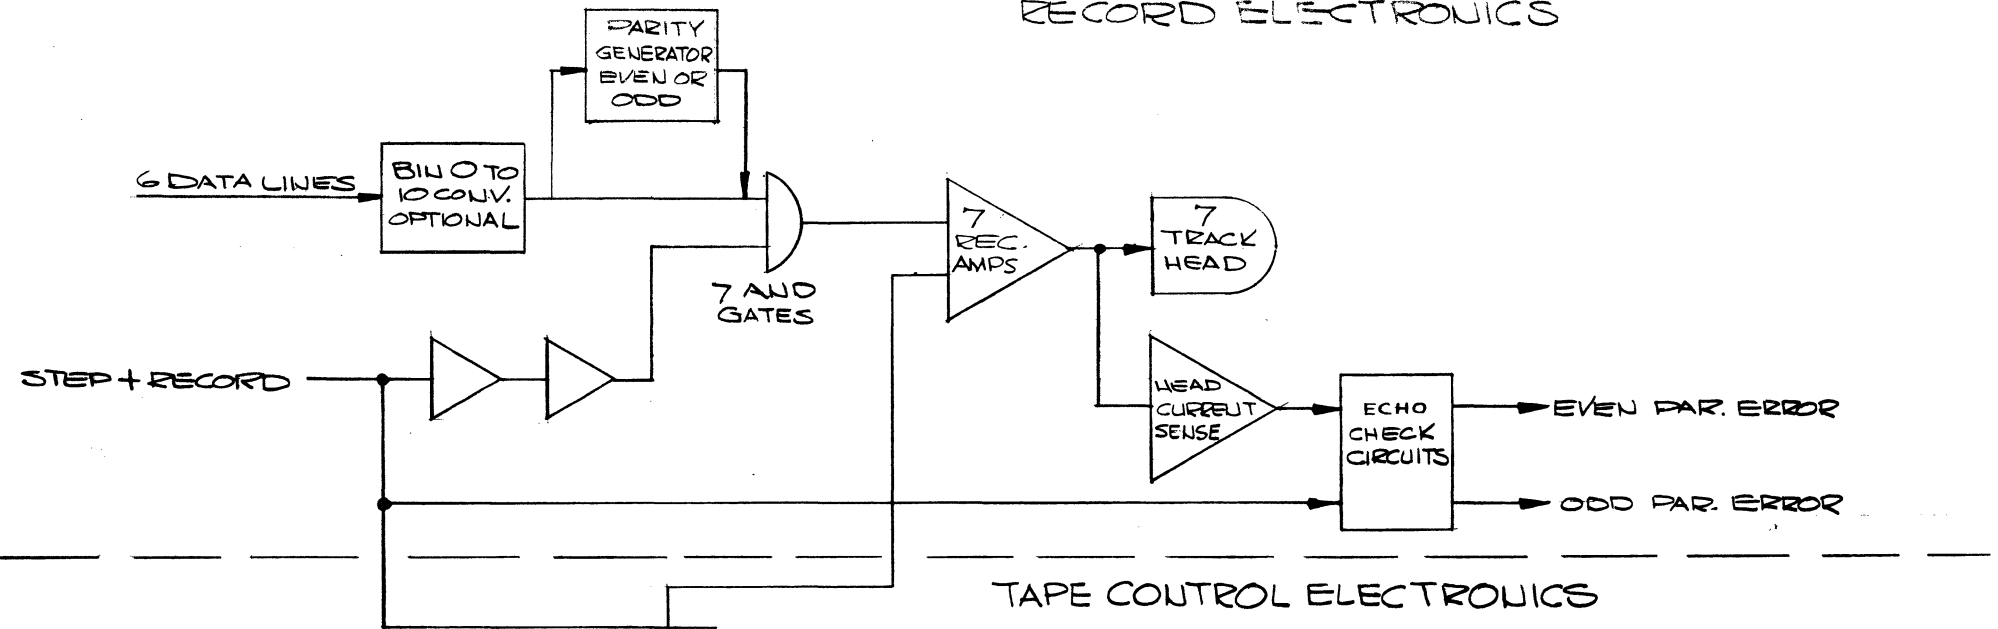 RECORD ELECTRONICS
PARITY
GENERATOR
EVEN OR
ODD
6 DATA LINES
BIN 0 TO
10 CONV.
OPTIONAL
7 AND
GATES
7
REC.
AMPS
7
TRACK
HEAD
STEP + RECORD
HEAD
CURRENT
SENSE
ECHO
CHECK
CIRCUITS
EVEN PAR. ERROR
ODD PAR. ERROR
TAPE CONTROL ELECTRONICS